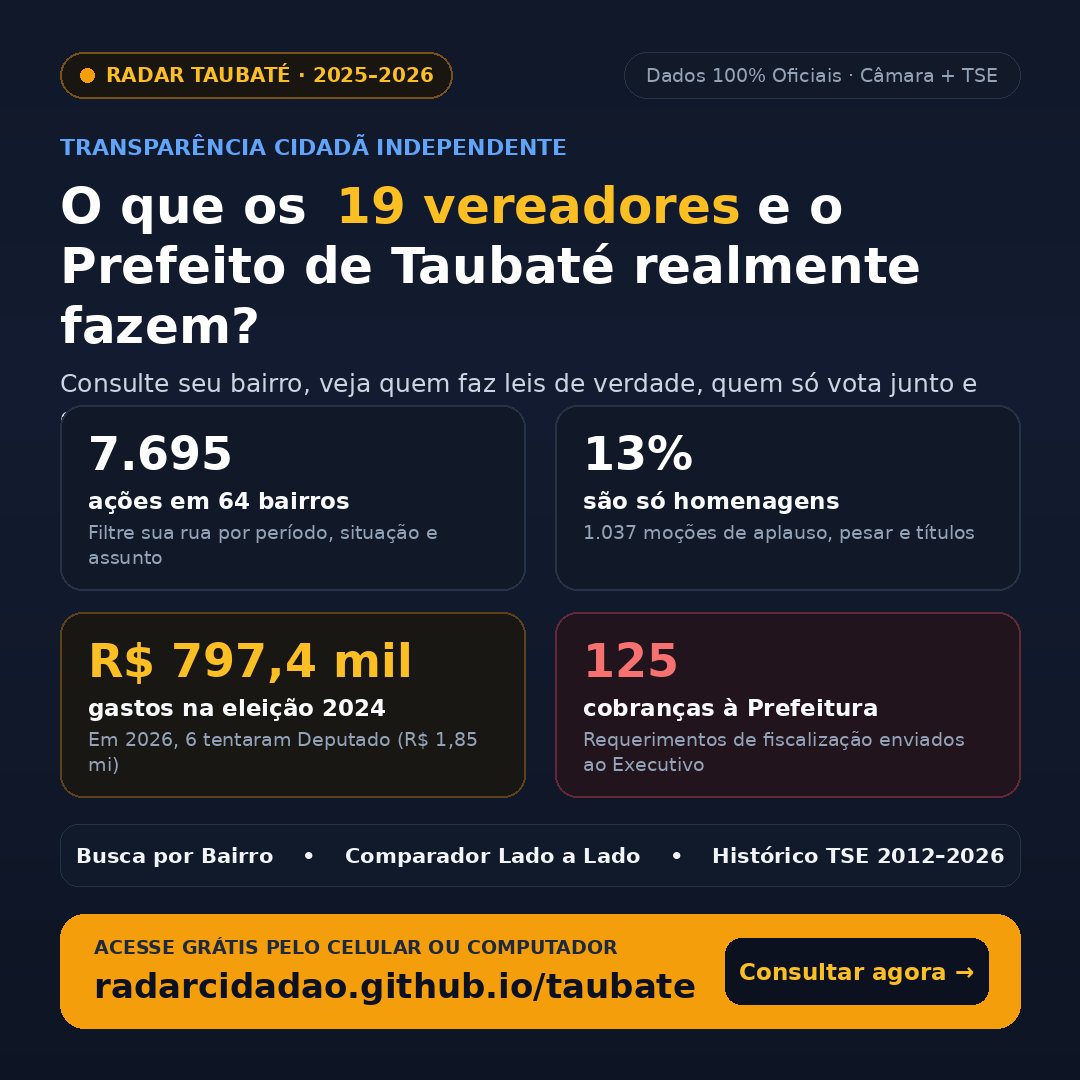 RADAR TAUBATÉ · 2025–2026
Dados 100% Oficiais · Câmara + TSE
TRANSPARÊNCIA CIDADÃ INDEPENDENTE
O que os 19 vereadores e o
Prefeito de Taubaté realmente
fazem?
Consulte seu bairro, veja quem faz leis de verdade, quem só vota junto e
7.695
ações em 64 bairros
Filtre sua rua por período, situação e
assunto
13%
são só homenagens
1.037 moções de aplauso, pesar e títulos
R$ 797,4 mil
gastos na eleição 2024
Em 2026, 6 tentaram Deputado (R$ 1,85
mi)
125
cobranças à Prefeitura
Requerimentos de fiscalização enviados
ao Executivo
Busca por Bairro • Comparador Lado a Lado • Histórico TSE 2012–2026
ACESSE GRÁTIS PELO CELULAR OU COMPUTADOR
radarcidadao.github.io/taubate
Consultar agora →